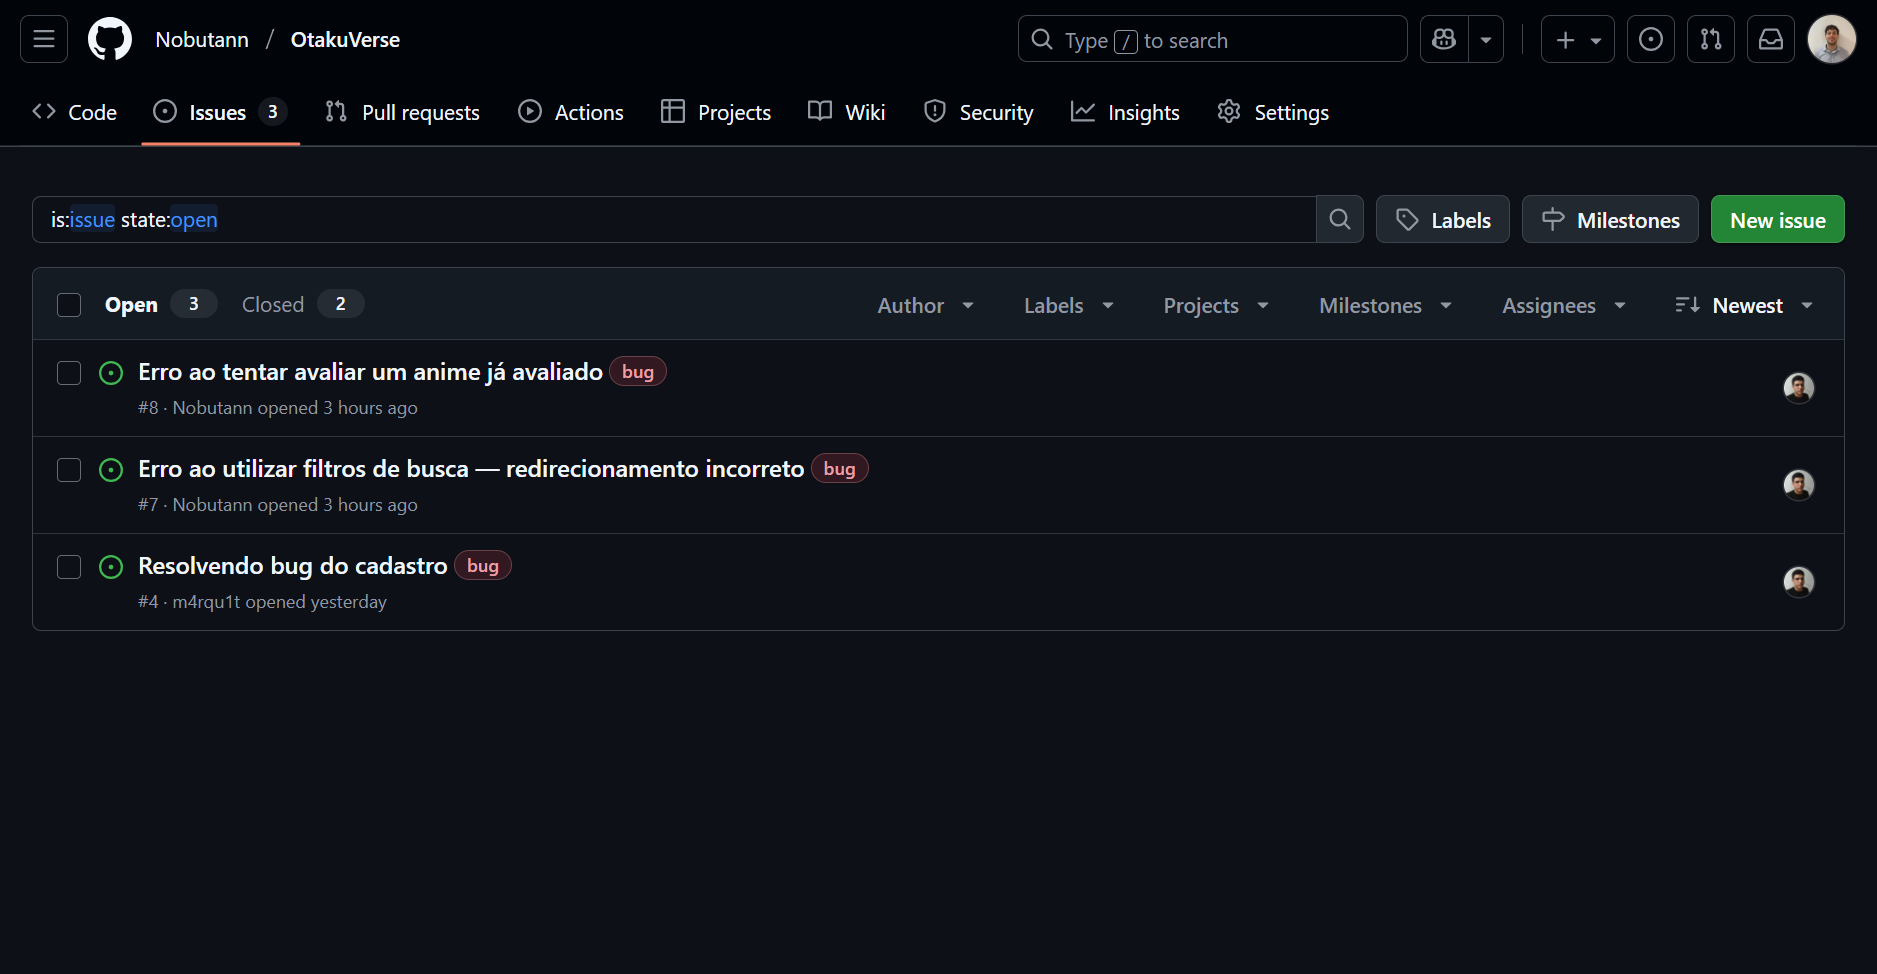 Nobutann / OtakuVerse
Type / to search
Code
Issues 3
Pull requests
Actions
Projects
Wiki
Security
Insights
Settings
is:issue state:open
Labels
Milestones
New issue
Open 3
Closed 2
Author
Labels
Projects
Milestones
Assignees
Newest
Erro ao tentar avaliar um anime já avaliado bug
#8 · Nobutann opened 3 hours ago
Erro ao utilizar filtros de busca — redirecionamento incorreto bug
#7 · Nobutann opened 3 hours ago
Resolvendo bug do cadastro bug
#4 · m4rqu1t opened yesterday